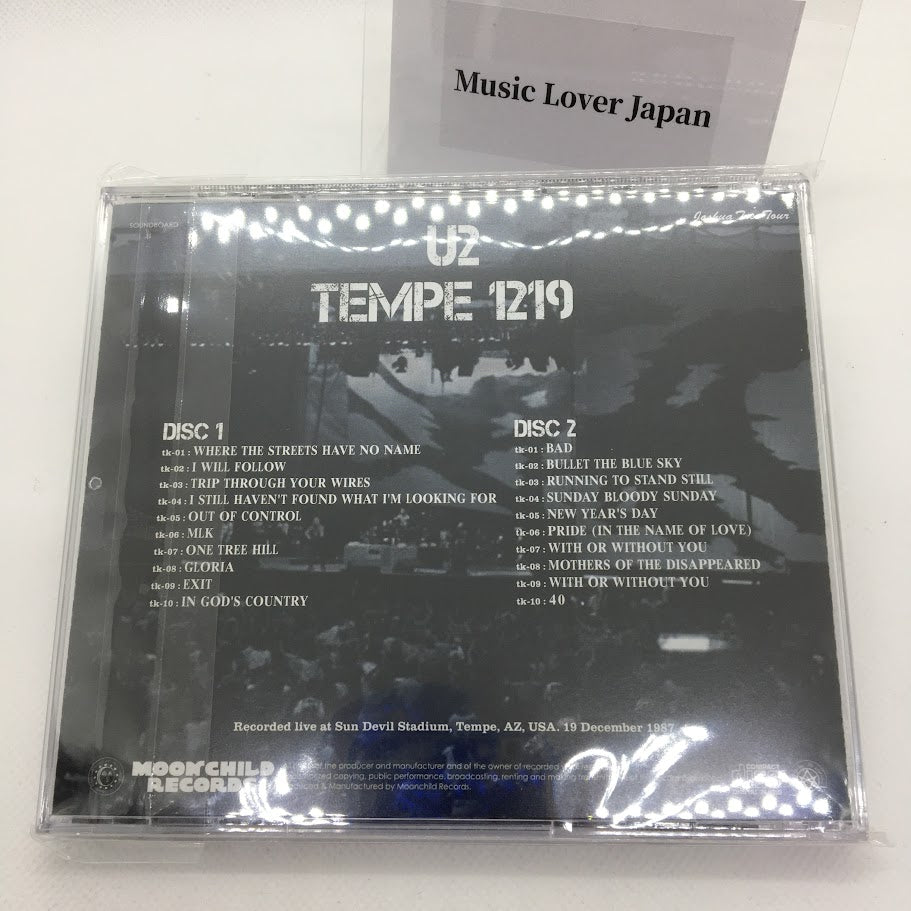 Music Lover Japan
SOUNDBOARD
Joshua Tree Tour
U2
TEMPE 1219
DISC 1
tk-01 : WHERE THE STREETS HAVE NO NAME
tk-02 : I WILL FOLLOW
tk-03 : TRIP THROUGH YOUR WIRES
tk-04 : I STILL HAVEN'T FOUND WHAT I'M LOOKING FOR
tk-05 : OUT OF CONTROL
tk-06 : MLK
tk-07 : ONE TREE HILL
tk-08 : GLORIA
tk-09 : EXIT
tk-10 : IN GOD'S COUNTRY
DISC 2
tk-01 : BAD
tk-02 : BULLET THE BLUE SKY
tk-03 : RUNNING TO STAND STILL
tk-04 : SUNDAY BLOODY SUNDAY
tk-05 : NEW YEAR'S DAY
tk-06 : PRIDE (IN THE NAME OF LOVE)
tk-07 : WITH OR WITHOUT YOU
tk-08 : MOTHERS OF THE DISAPPEARED
tk-09 : WITH OR WITHOUT YOU
tk-10 : 40
Recorded live at Sun Devil Stadium, Tempe, AZ, USA. 19 December 1987
MOONCHILD
RECORDS
the producer and manufacturer and of the owner of recorded
copying, public performance, broadcasting, renting and
& Manufactured by Moonchild Records.
COMPACT